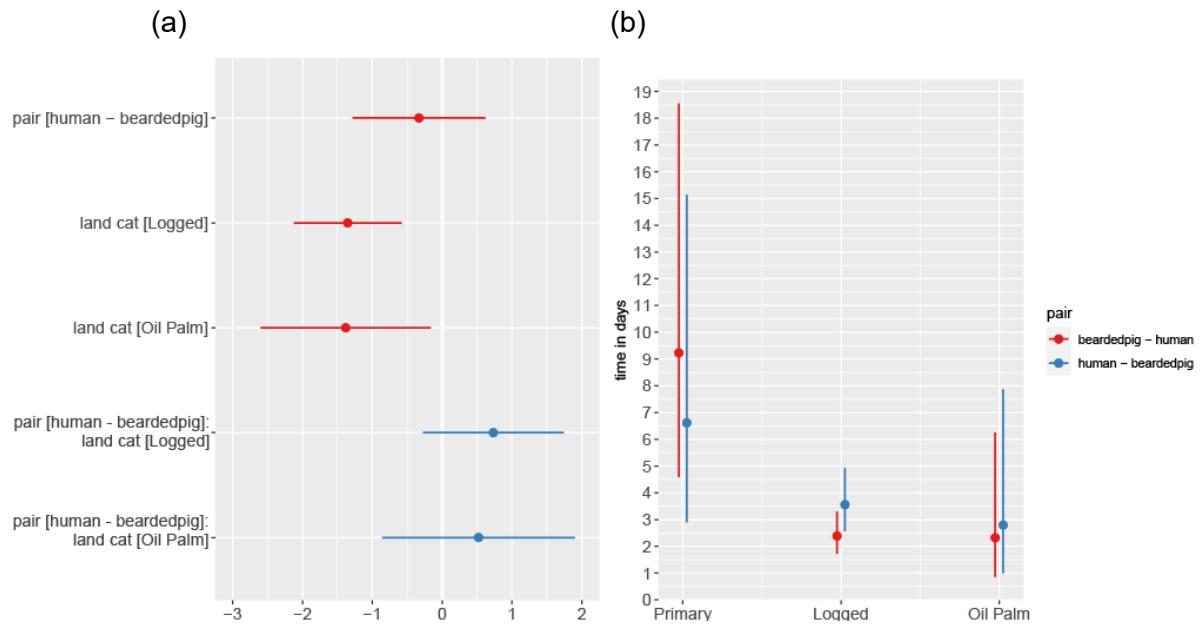 (a)
pair [human − beardedpig]
land cat [Logged]
land cat [Oil Palm]
pair [human - beardedpig]:
land cat [Logged]
pair [human - beardedpig]:
land cat [Oil Palm]
−3 −2 −1 0 1 2
(b)
time in days
19
18
17
16
15
14
13
12
11
10
9
8
7
6
5
4
3
2
1
0
Primary Logged Oil Palm
pair
beardedpig − human
human − beardedpig